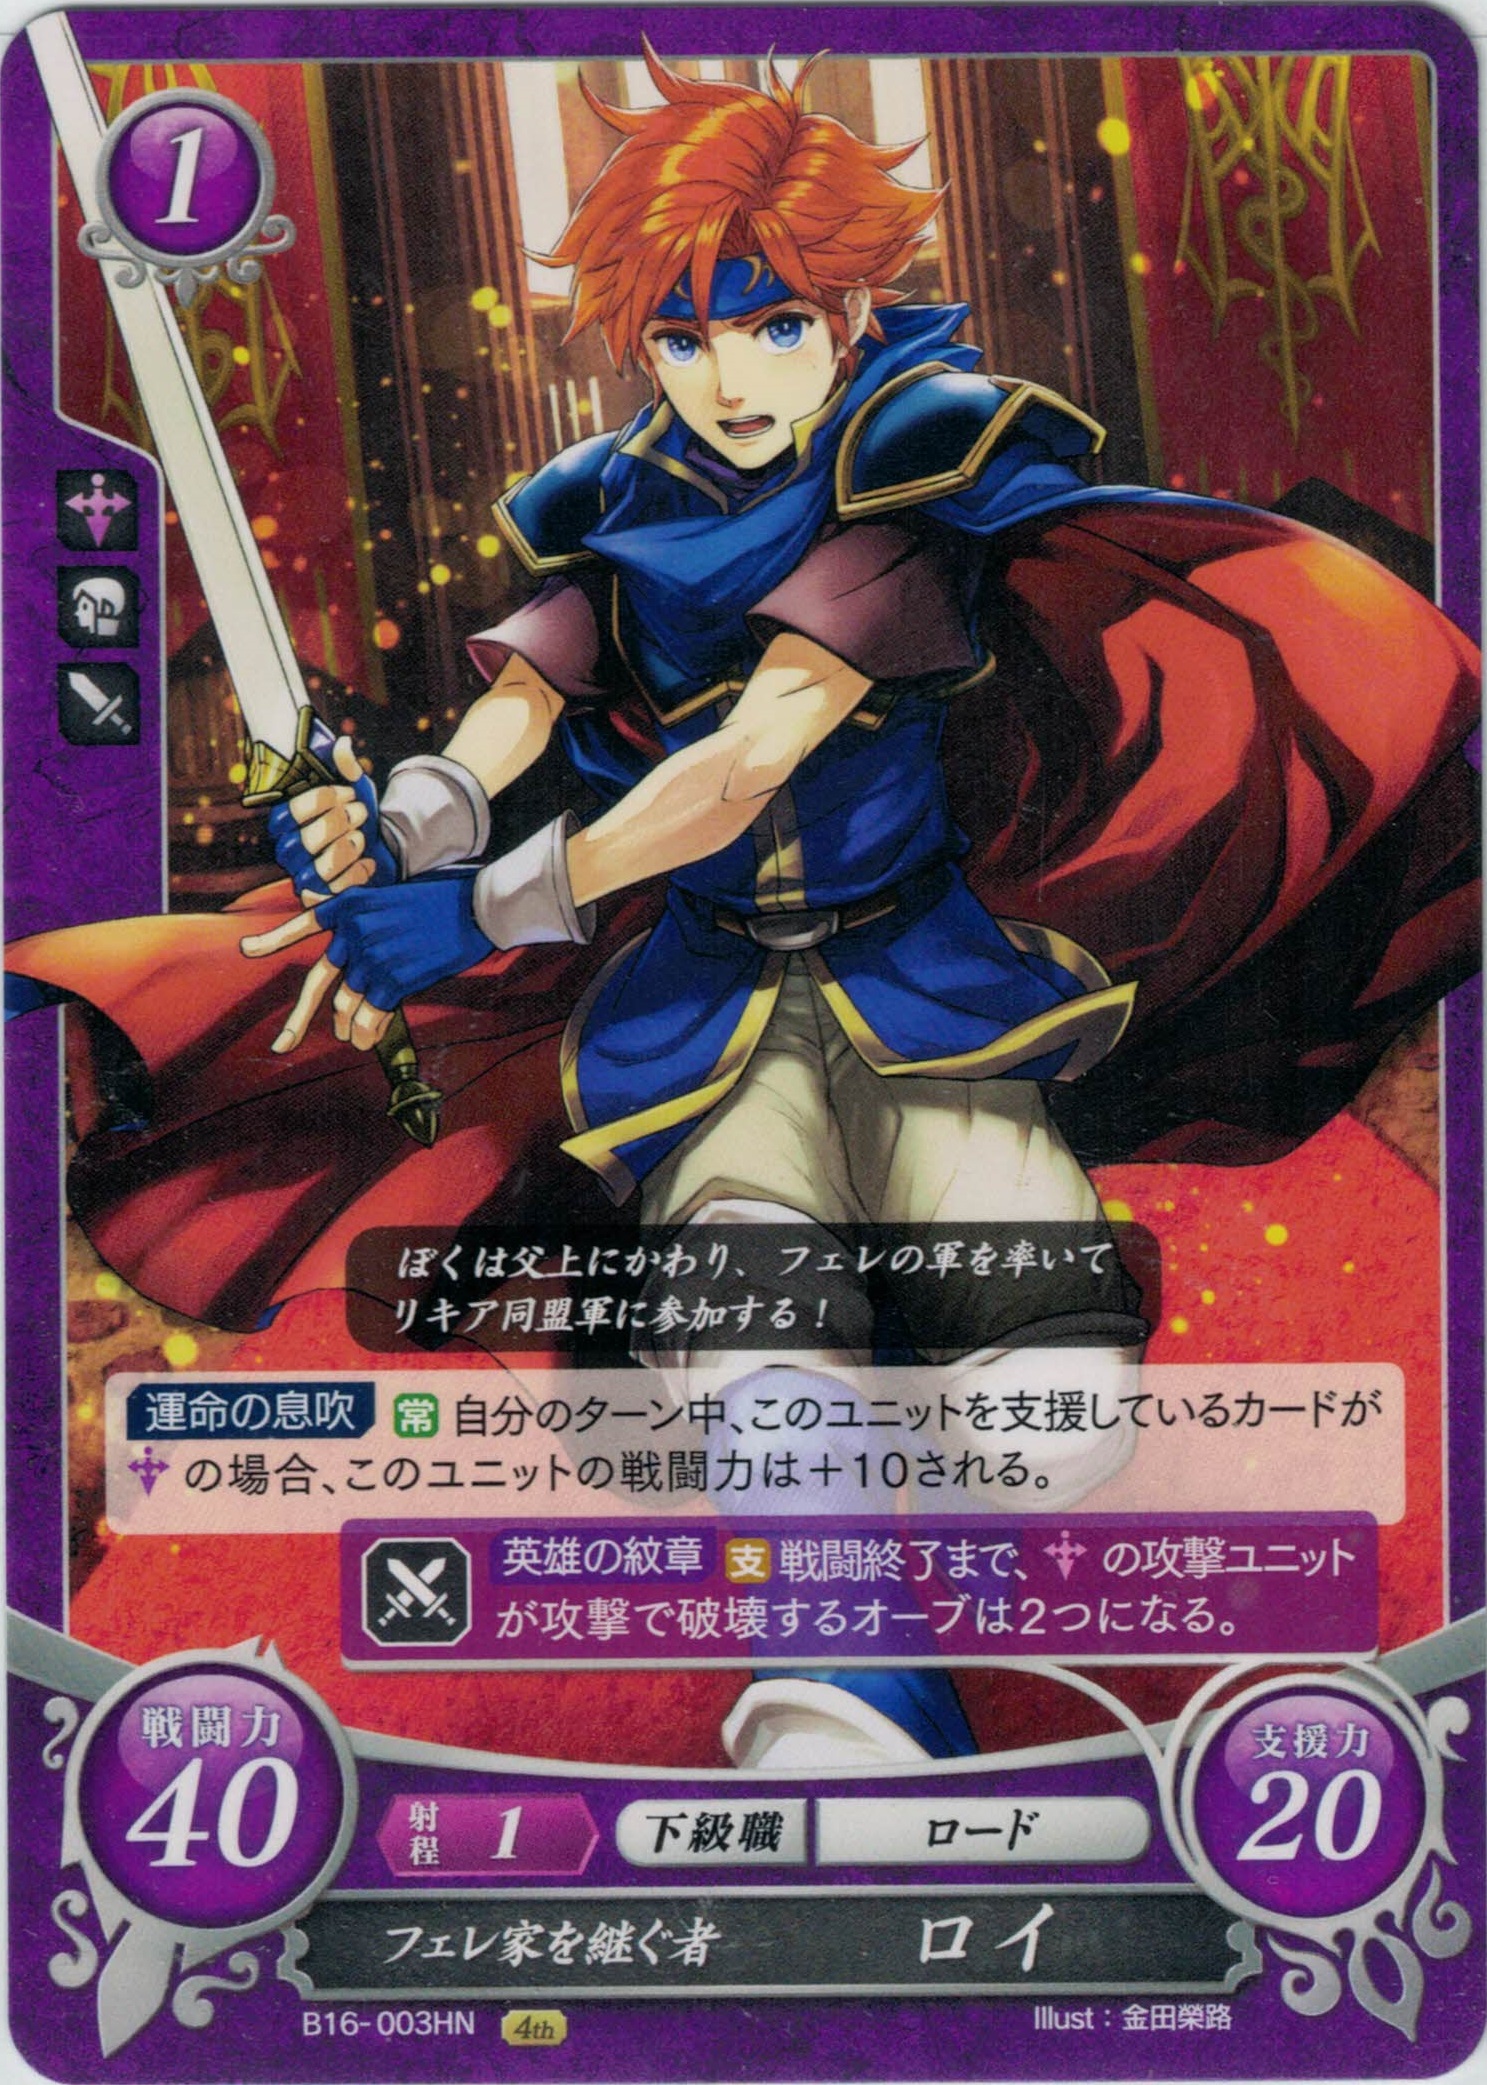 1
ぼくは父上にかわり、フェレの軍を率いて
リキア同盟軍に参加する！
運命の息吹 常 自分のターン中、このユニットを支援しているカードが
の場合、このユニットの戦闘力は＋10される。
英雄の紋章 支 戦闘終了まで、 の攻撃ユニット
が攻撃で破壊するオーブは2つになる。
戦闘力
40
射程 1
下級職 ロード
支援力
20
フェレ家を継ぐ者 ロイ
B16-003HN 4th
Illust：金田榮路